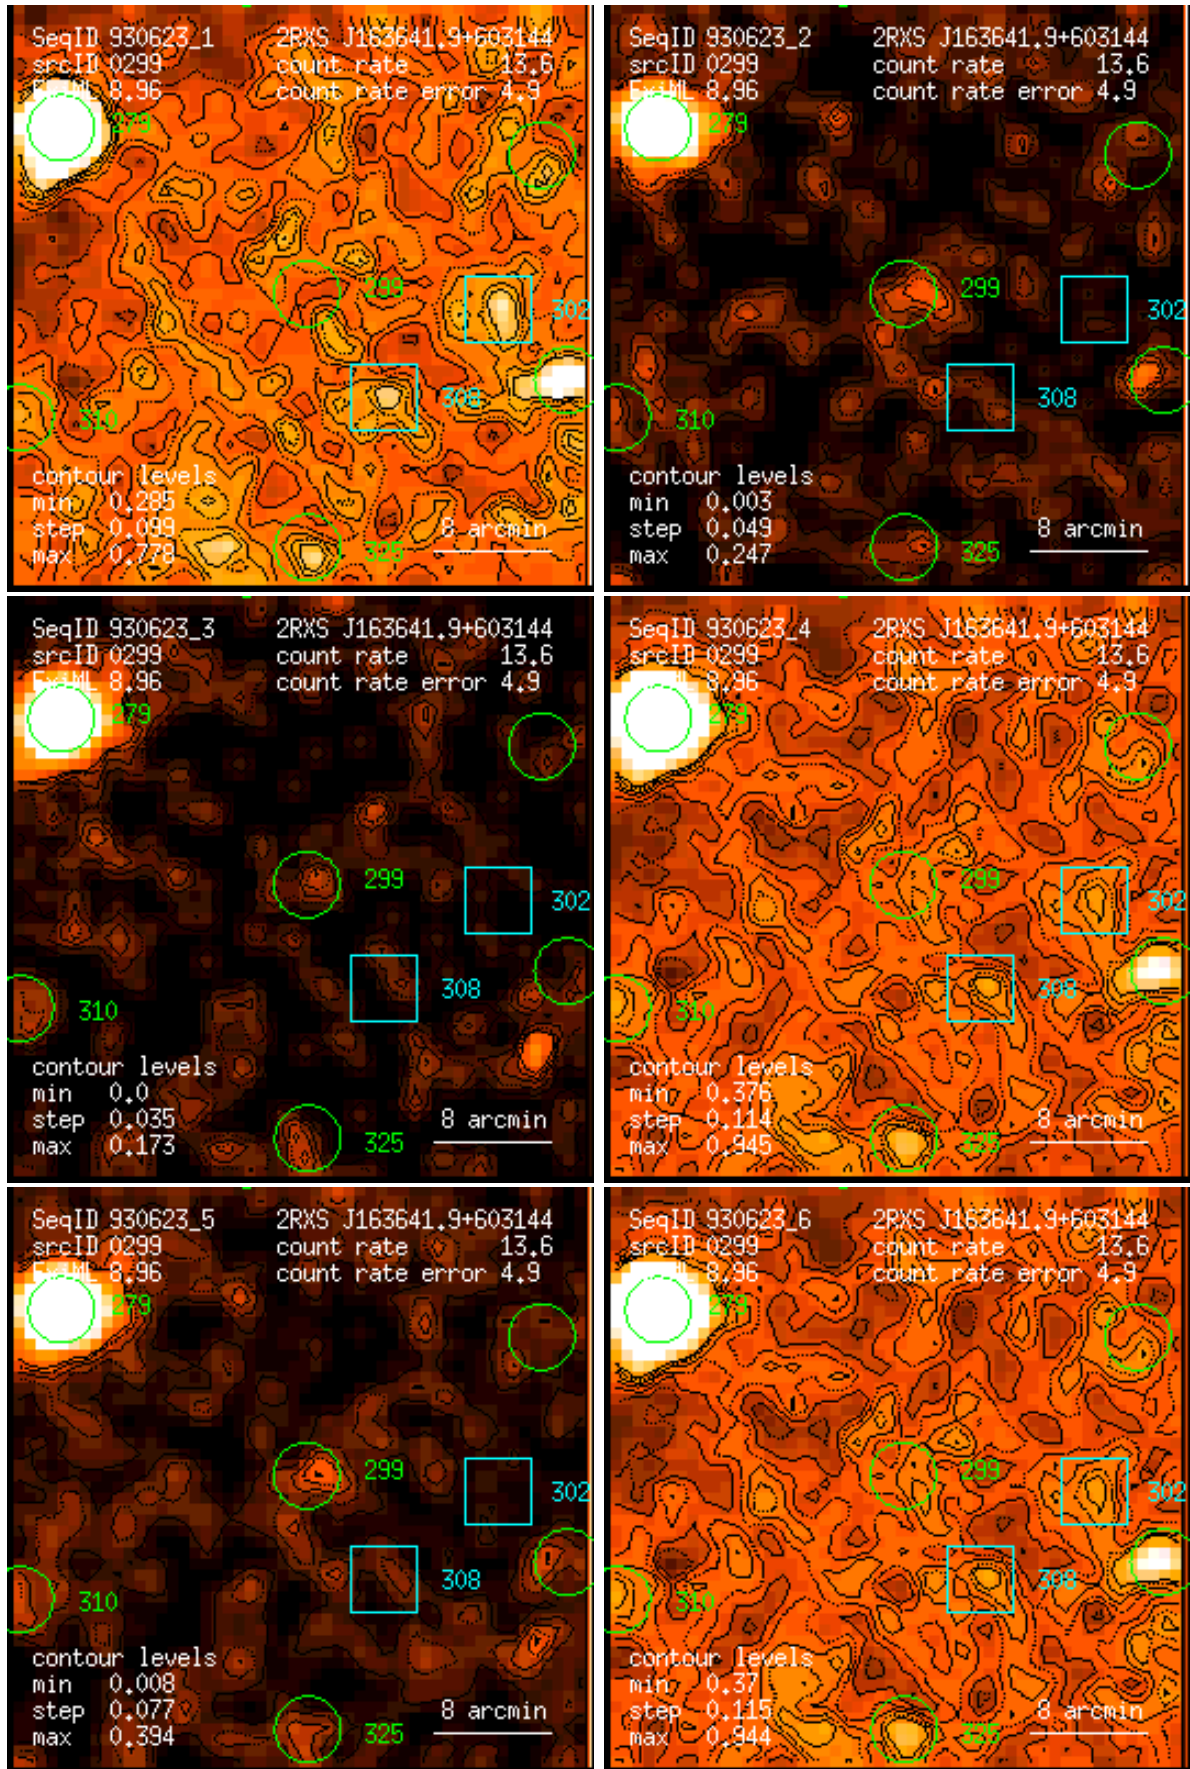 SeqID 930623_1 2RXS J163641.9+603144
srcID 0299 count rate 13.6
ExiML 8.96 count rate error 4.9
279
299
302
308
310
contour levels
min 0.285
step 0.099 8 arcmin
max 0.778 325
SeqID 930623_2 2RXS J163641.9+603144
srcID 0299 count rate 13.6
ExiML 8.96 count rate error 4.9
279
299
302
308
310
contour levels
min 0.003
step 0.049 8 arcmin
max 0.247 325
SeqID 930623_3 2RXS J163641.9+603144
srcID 0299 count rate 13.6
ExiML 8.96 count rate error 4.9
279
299
302
308
310
contour levels
min 0.0
step 0.035 8 arcmin
max 0.173 325
SeqID 930623_4 2RXS J163641.9+603144
srcID 0299 count rate 13.6
8.96 count rate error 4.9
279
299
302
308
310
contour levels
min 0.376
step 0.114 8 arcmin
max 0.945 325
SeqID 930623_5 2RXS J163641.9+603144
srcID 0299 count rate 13.6
ExiML 8.96 count rate error 4.9
279
299
302
308
310
contour levels
min 0.008
step 0.077 8 arcmin
max 0.394 325
SeqID 930623_6 2RXS J163641.9+603144
srcID 0299 count rate 13.6
8.96 count rate error 4.9
279
299
302
308
310
contour levels
min 0.37
step 0.115 8 arcmin
max 0.944 325